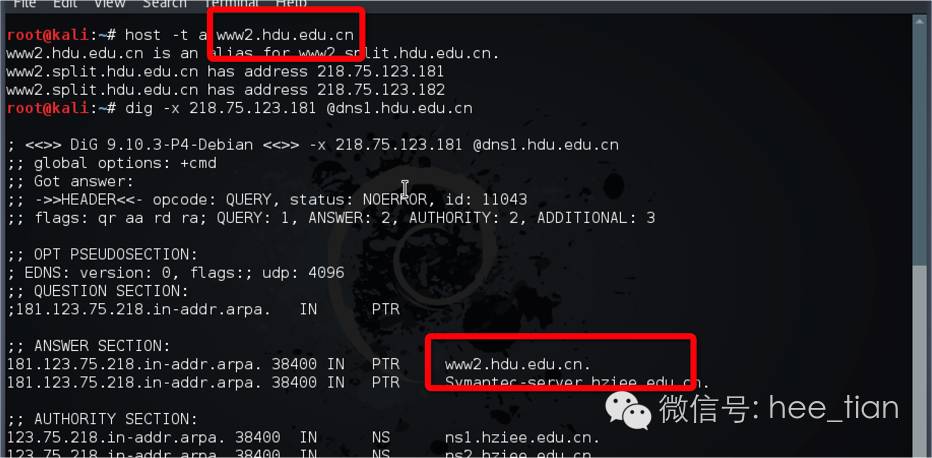 File Edit View Search Terminal Help
root@kali:~# host -t a www2.hdu.edu.cn
www2.hdu.edu.cn is an alias for www2.split.hdu.edu.cn.
www2.split.hdu.edu.cn has address 218.75.123.181
www2.split.hdu.edu.cn has address 218.75.123.182
root@kali:~# dig -x 218.75.123.181 @dns1.hdu.edu.cn
; <<>> DiG 9.10.3-P4-Debian <<>> -x 218.75.123.181 @dns1.hdu.edu.cn
;; global options: +cmd
;; Got answer:
;; ->>HEADER<<- opcode: QUERY, status: NOERROR, id: 11043
;; flags: qr aa rd ra; QUERY: 1, ANSWER: 2, AUTHORITY: 2, ADDITIONAL: 3
;; OPT PSEUDOSECTION:
; EDNS: version: 0, flags:; udp: 4096
;; QUESTION SECTION:
;181.123.75.218.in-addr.arpa. IN PTR
;; ANSWER SECTION:
181.123.75.218.in-addr.arpa. 38400 IN PTR www2.hdu.edu.cn.
181.123.75.218.in-addr.arpa. 38400 IN PTR Symantec-server.hziee.edu.cn.
;; AUTHORITY SECTION:
123.75.218.in-addr.arpa. 38400 IN NS ns1.hziee.edu.cn.
123.75.218.in-addr.arpa. 38400 IN NS ns2.hziee.edu.cn.
微信号: hee_tian